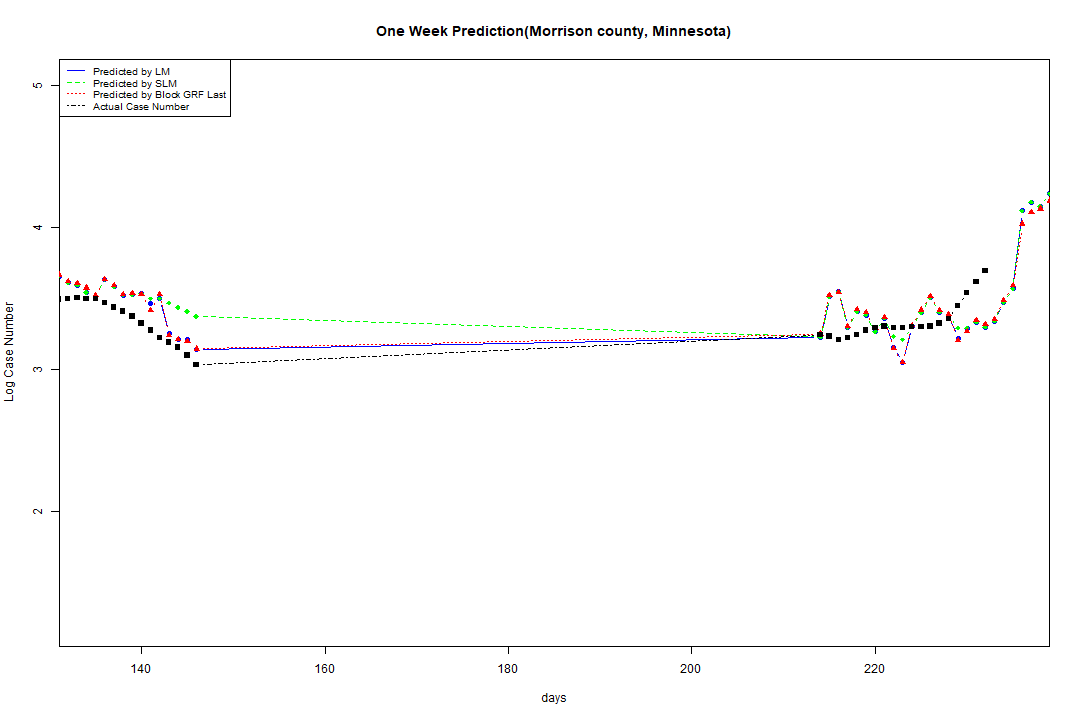 One Week Prediction(Morrison county, Minnesota)
Predicted by LM
Predicted by SLM
Predicted by Block GRF Last
Actual Case Number
5
4
3
2
Log Case Number
140 160 180 200 220
days